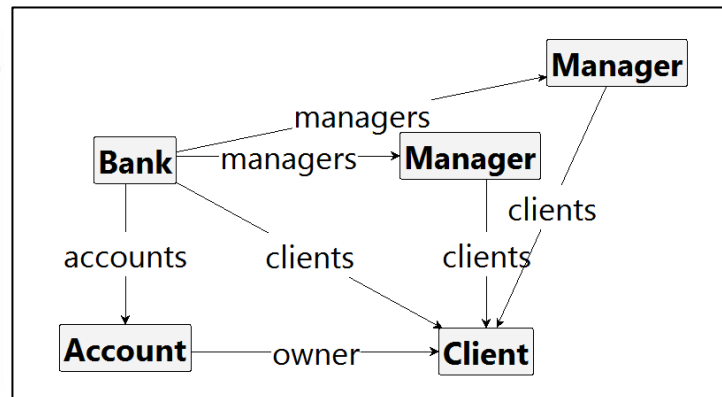 Manager
managers
Bank
managers
Manager
clients
accounts
clients
clients
Account
owner
Client